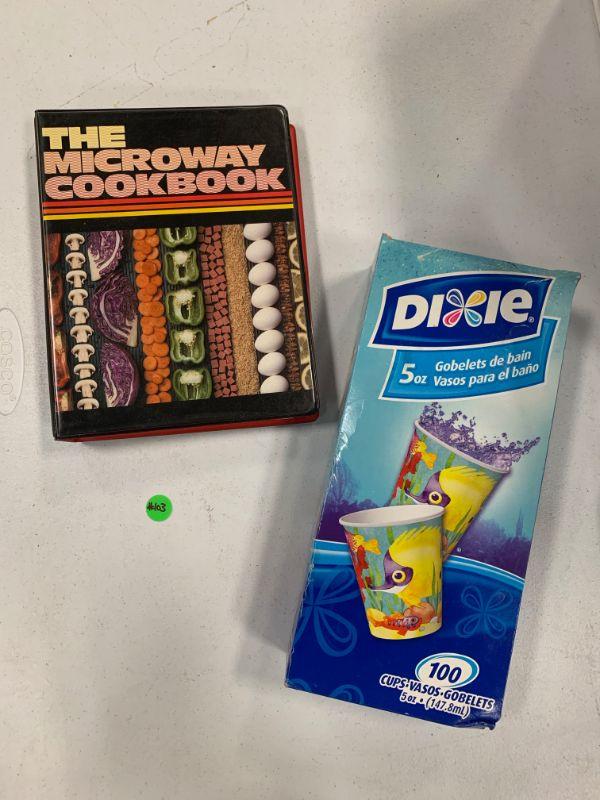 THE
MICROWAY
COOKBOOK
DIXIE
5oz Gobelets de bain
Vasos para el baño
#103
100
CUPS•VASOS•GOBELETS
5 oz • (147.8mL)